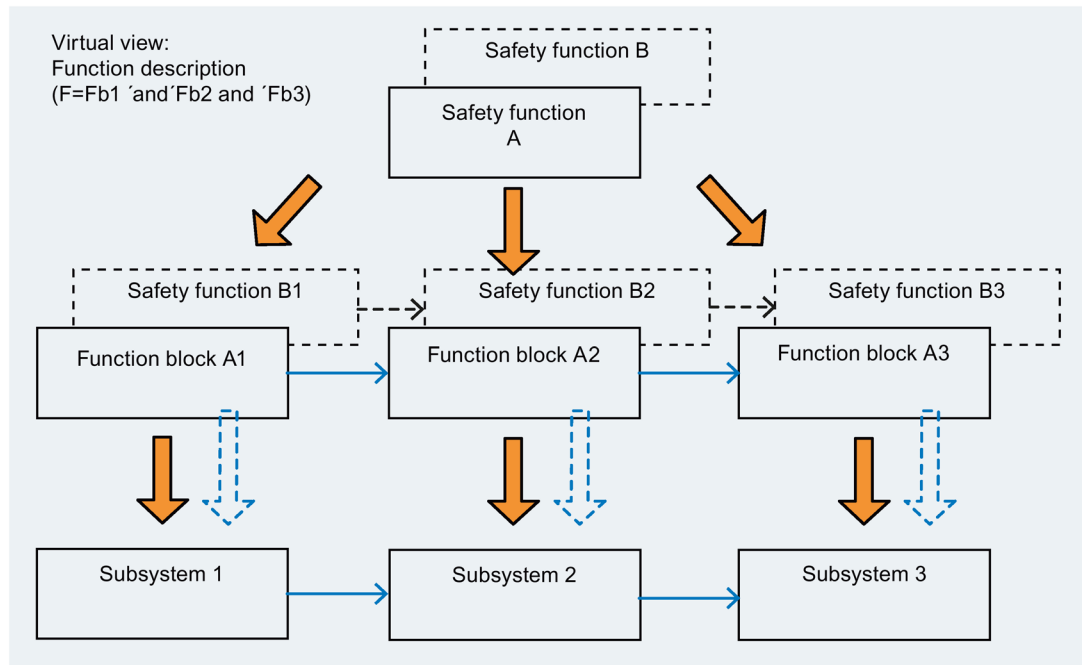 Virtual view:
Function description
(F=Fb1 ´and´Fb2 and ´Fb3)
Safety function B
Safety function
A
Safety function B1
Safety function B2
Safety function B3
Function block A1
Function block A2
Function block A3
Subsystem 1
Subsystem 2
Subsystem 3